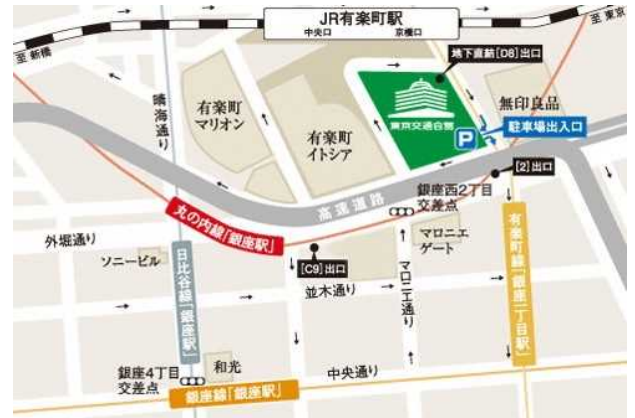 JR有楽町駅
中央口
京橋口
至 新橋
至 東京
地下直結[D8]出口
晴海通り
有楽町
マリオン
有楽町
イトシア
東京交通会館
無印良品
P
駐車場出入口
[2]出口
高速道路
銀座西2丁目
交差点
丸の内線「銀座駅」
外堀通り
マロニエ
ゲート
ソニービル
[C9]出口
日比谷線「銀座駅」
並木通り
マロニエ通り
有楽町線「銀座一丁目駅」
銀座4丁目
交差点
和光
中央通り
銀座線「銀座駅」